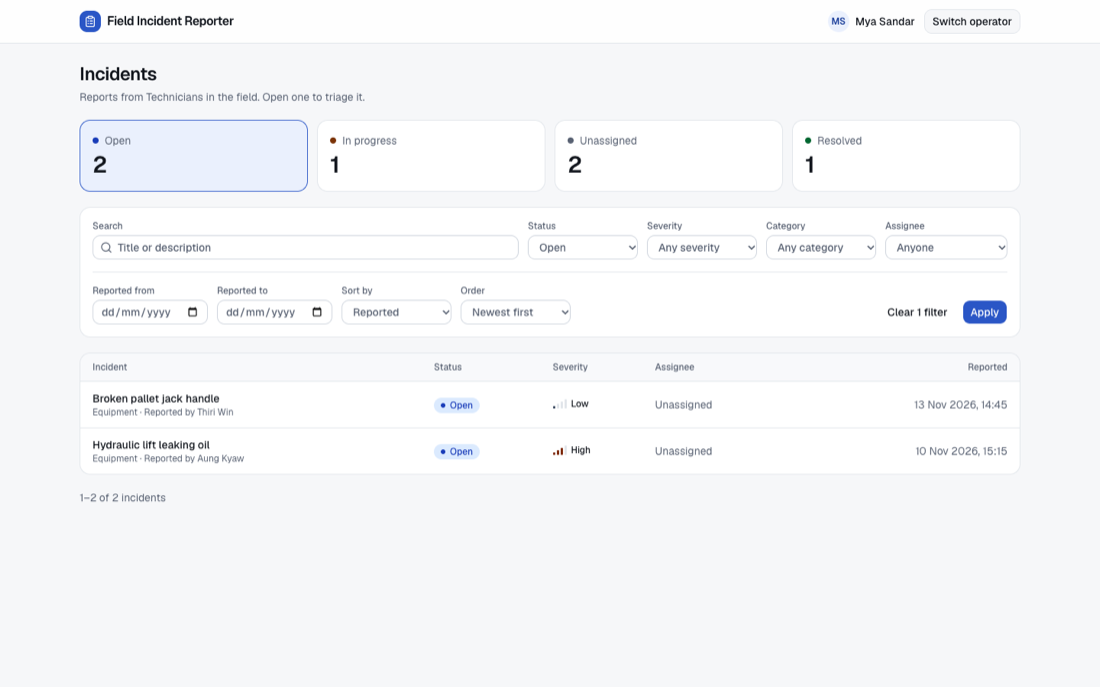 Field Incident Reporter
MS Mya Sandar Switch operator
Incidents
Reports from Technicians in the field. Open one to triage it.
Open
2
In progress
1
Unassigned
2
Resolved
1
Search
Title or description
Status
Open
Severity
Any severity
Category
Any category
Assignee
Anyone
Reported from
dd/mm/yyyy
Reported to
dd/mm/yyyy
Sort by
Reported
Order
Newest first
Clear 1 filter
Apply
Incident Status Severity Assignee Reported
Broken pallet jack handle
Equipment · Reported by Thiri Win
Open Low Unassigned 13 Nov 2026, 14:45
Hydraulic lift leaking oil
Equipment · Reported by Aung Kyaw
Open High Unassigned 10 Nov 2026, 15:15
1–2 of 2 incidents